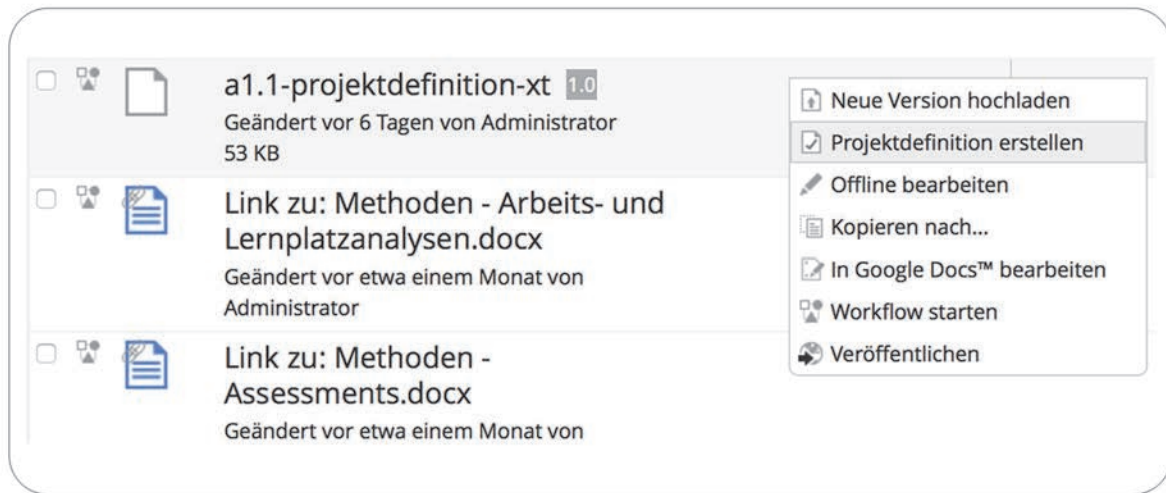 a1.1-projektdefinition-xt 1.0
Geändert vor 6 Tagen von Administrator
53 KB
Link zu: Methoden - Arbeits- und
Lernplatzanalysen.docx
Geändert vor etwa einem Monat von
Administrator
Link zu: Methoden -
Assessments.docx
Geändert vor etwa einem Monat von
Neue Version hochladen
Projektdefinition erstellen
Offline bearbeiten
Kopieren nach...
In Google Docs™ bearbeiten
Workflow starten
Veröffentlichen